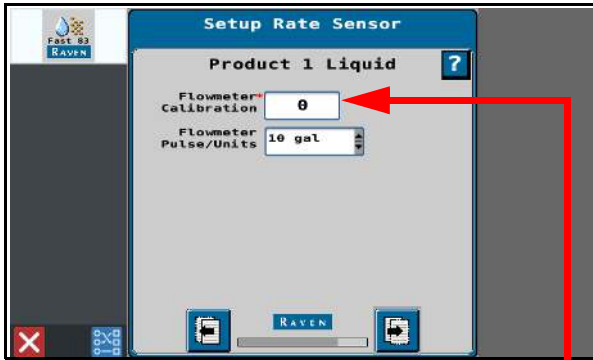 Setup Rate Sensor
Fast 83
RAVEN
Product 1 Liquid
?
Flowmeter*
Calibration
0
Flowmeter
Pulse/Units
10 gal
RAVEN